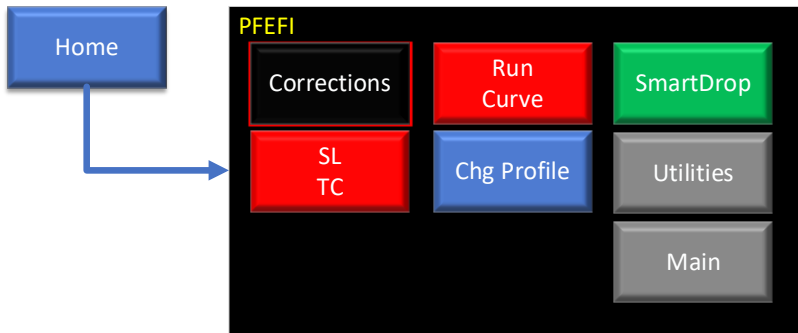 Home
PFEFI
Corrections
Run
Curve
SmartDrop
SL
TC
Chg Profile
Utilities
Main